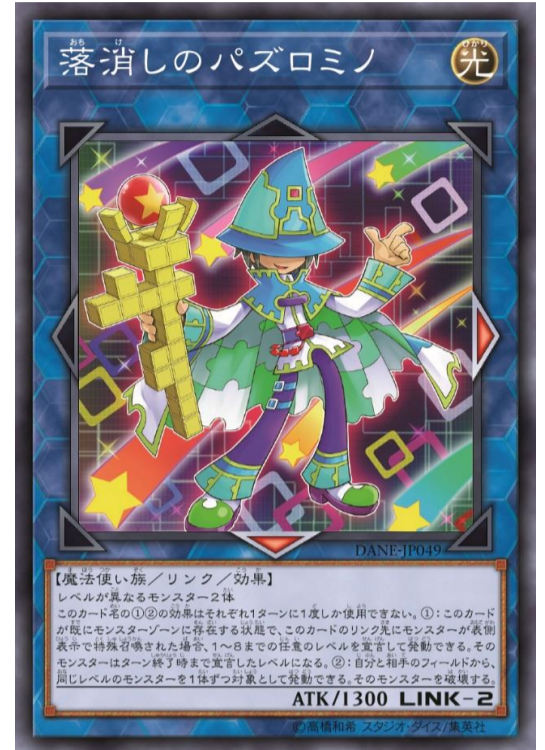 落消しのパズロミノ
光
DANE-JP049
【魔法使い族／リンク／効果】
レベルが異なるモンスター2体
このカード名の①②の効果はそれぞれ1ターンに1度しか使用できない。①：このカード
が既にモンスターゾーンに存在する状態で、このカードのリンク先にモンスターが表側
表示で特殊召喚された場合、1～8までの任意のレベルを宣言して発動できる。その
モンスターはターン終了時まで宣言したレベルになる。②：自分と相手のフィールドから、
同じレベルのモンスターを1体ずつ対象として発動できる。そのモンスターを破壊する。
ATK/1300 LINK-2
©高橋和希 スタジオ・ダイス/集英社